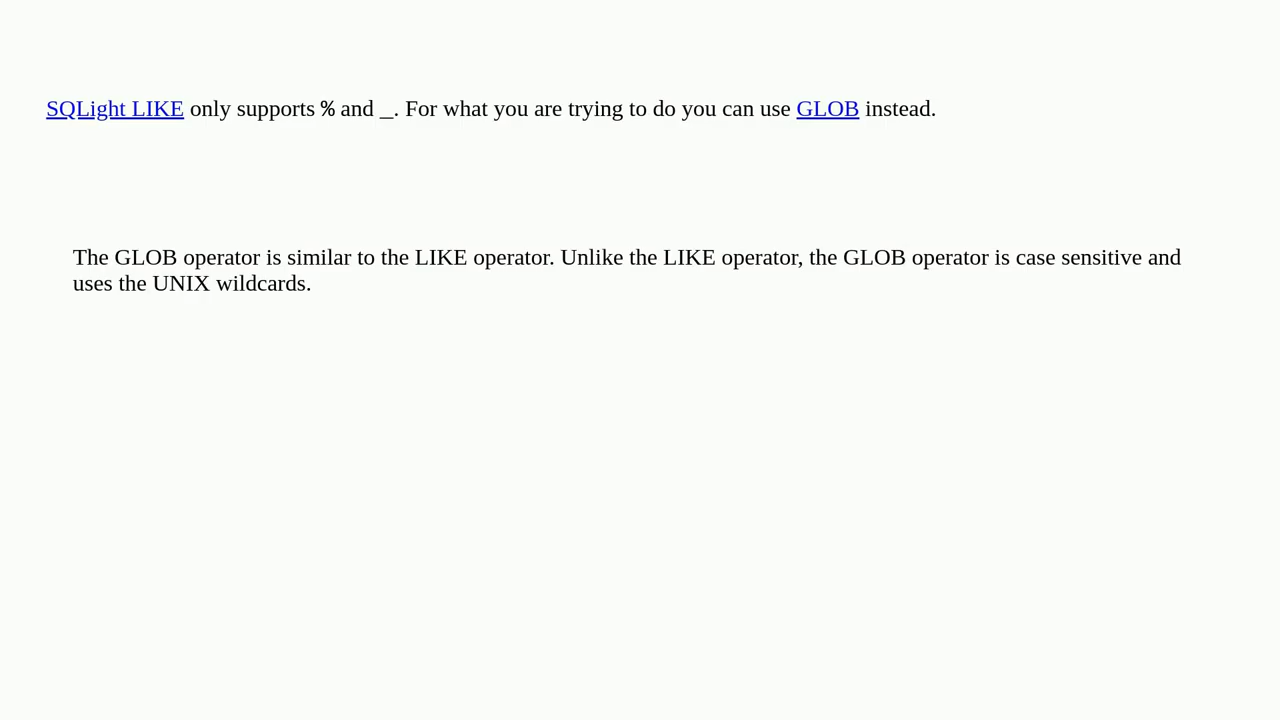 SQLight LIKE only supports % and _. For what you are trying to do you can use GLOB instead.
The GLOB operator is similar to the LIKE operator. Unlike the LIKE operator, the GLOB operator is case sensitive and
uses the UNIX wildcards.